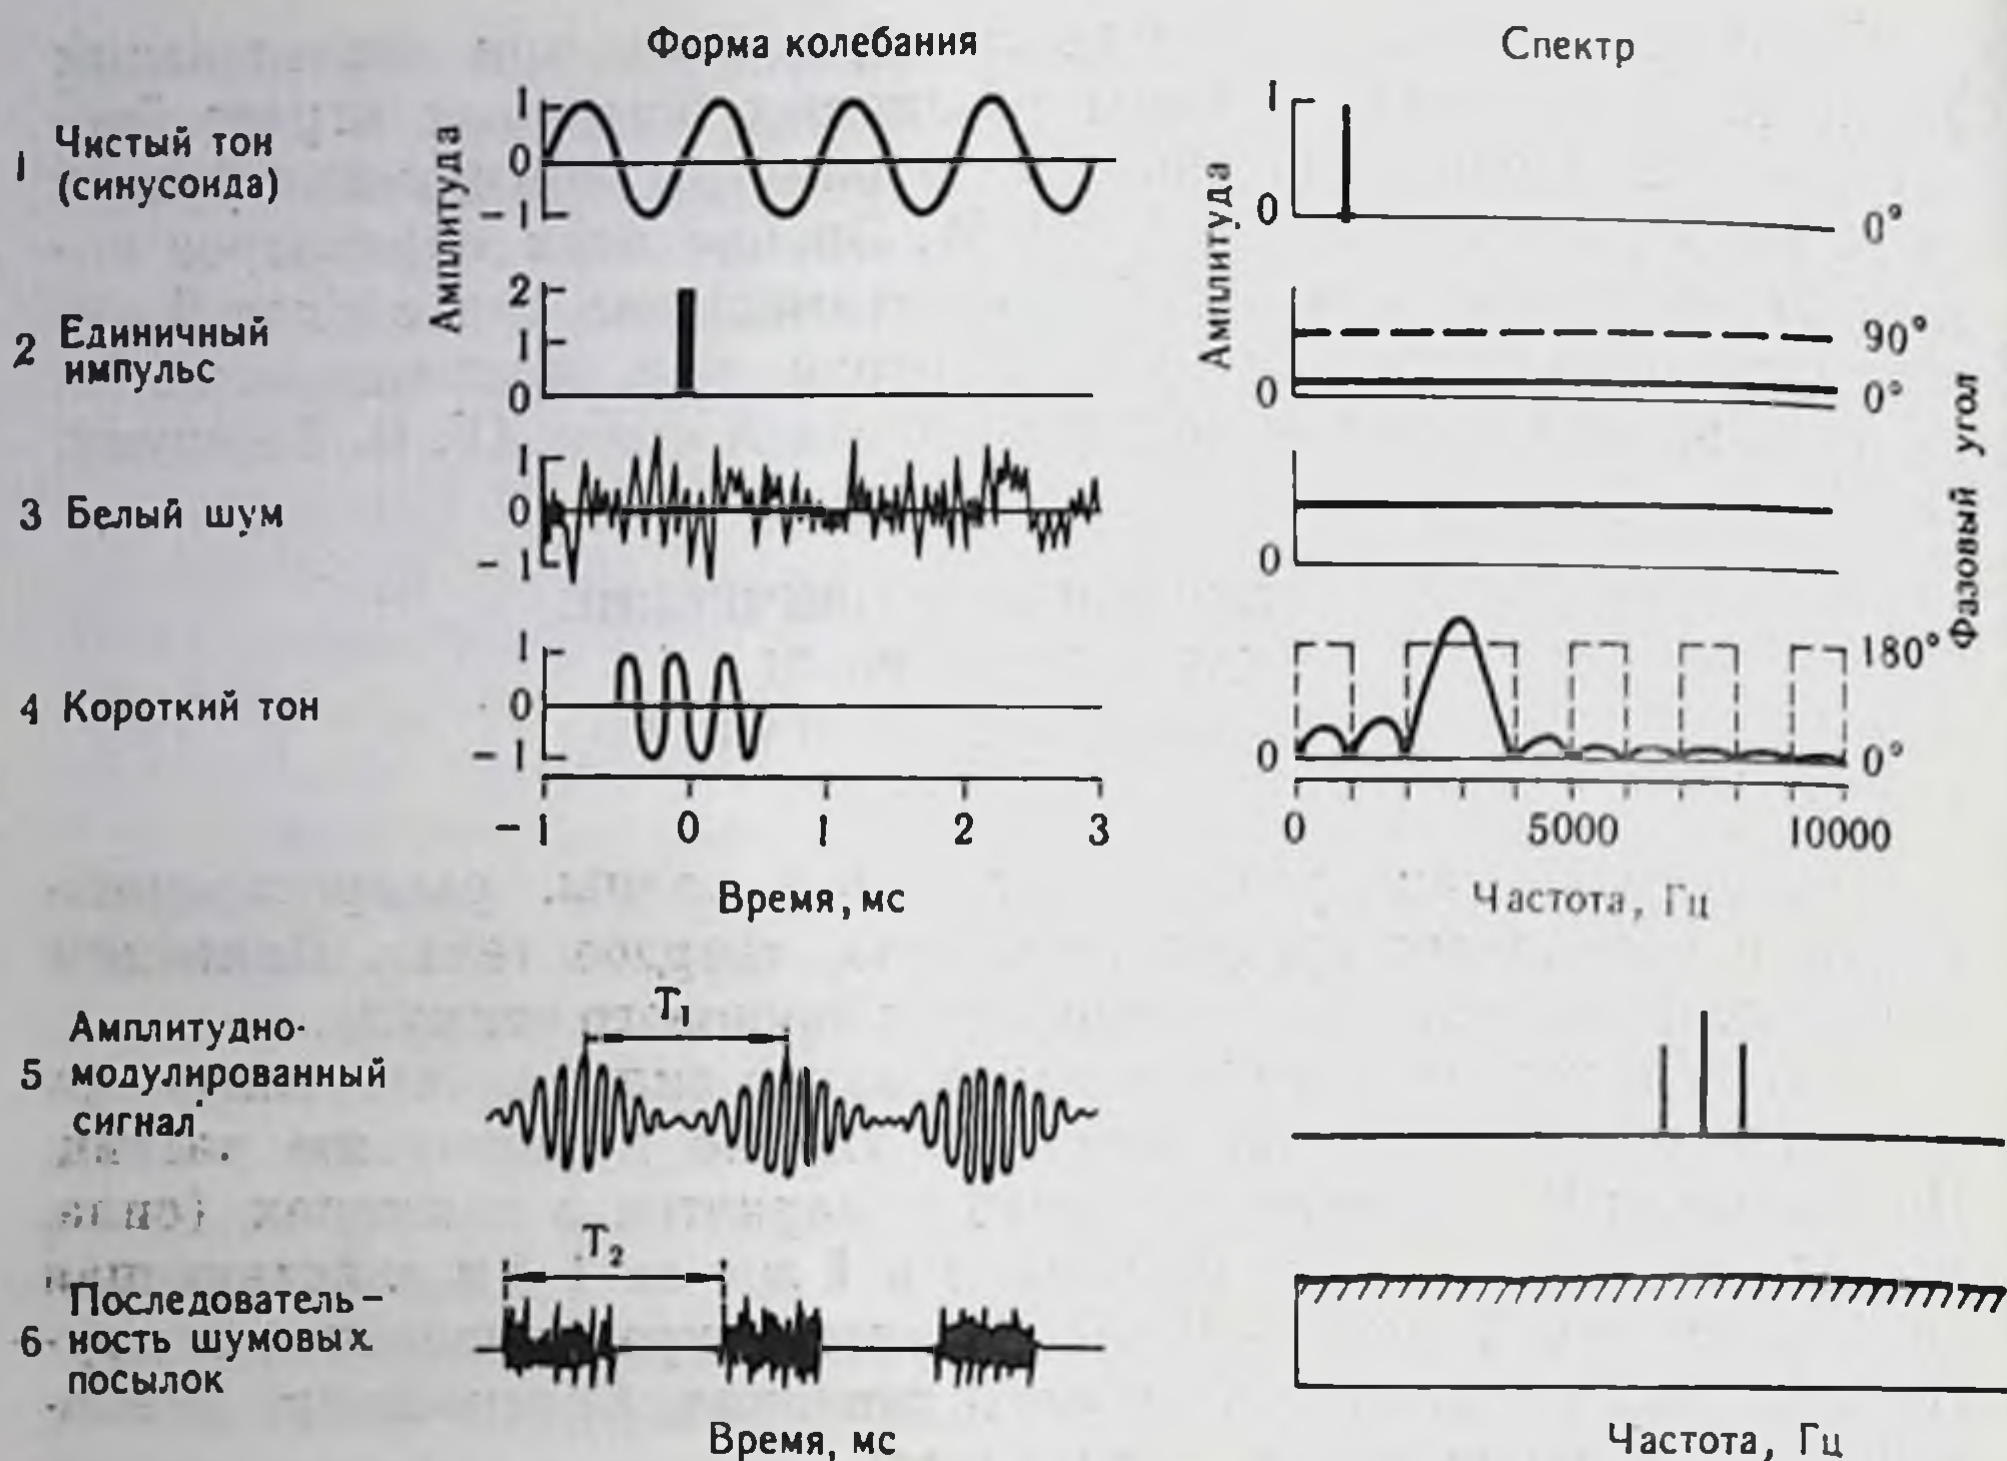 Форма колебания
Спектр
1 Чистый тон
(синусоида)
Амплитуда
1
0
– 1
Амплитуда
1
0
0°
2 Единичный
импульс
2
1
0
0
90°
0°
3 Белый шум
1
0
– 1
0
Фазовый угол
4 Короткий тон
1
0
– 1
0
180°
0°
– 1 0 1 2 3
0 5000 10000
Время, мс
Частота, Гц
T₁
5 Амплитудно-
модулированный
сигнал
T₂
6 Последователь–
ность шумовых
посылок
Время, мс
Частота, Гц